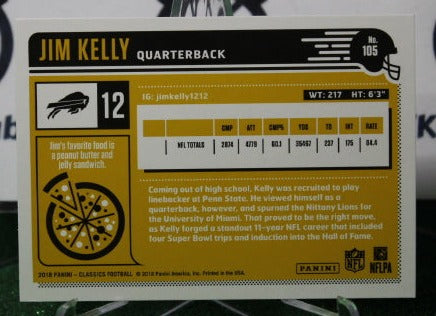 JIM KELLY QUARTERBACK
No. 105
12
IG: jimkelly1212
WT: 217 HT: 6'3"
CMP ATT CMP% YDS TD INT RATE
NFL TOTALS 2874 4779 60.1 35467 237 175 84.4
Jim's favorite food is
a peanut butter and
jelly sandwich.
Coming out of high school, Kelly was recruited to play
linebacker at Penn State. He viewed himself as a
quarterback, however, and spurned the Nittany Lions for
the University of Miami. That proved to be the right move,
as Kelly forged a standout 11-year NFL career that included
four Super Bowl trips and induction into the Hall of Fame.
2018 PANINI - CLASSICS FOOTBALL © 2018 Panini America, Inc. Printed in the USA.
PANINI
NFL
NFLPA